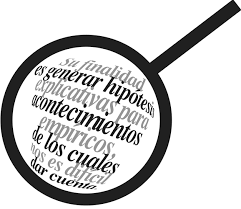 Su finalidad
es generar hipótesis
explicativas para
acontecimientos
empíricos,
de los cuales
nos es difícil
dar cuenta